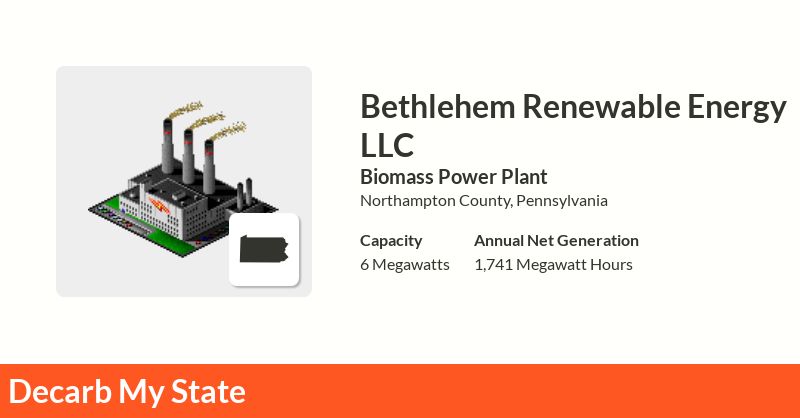 Bethlehem Renewable Energy
LLC
Biomass Power Plant
Northampton County, Pennsylvania
Capacity Annual Net Generation
6 Megawatts 1,741 Megawatt Hours
Decarb My State